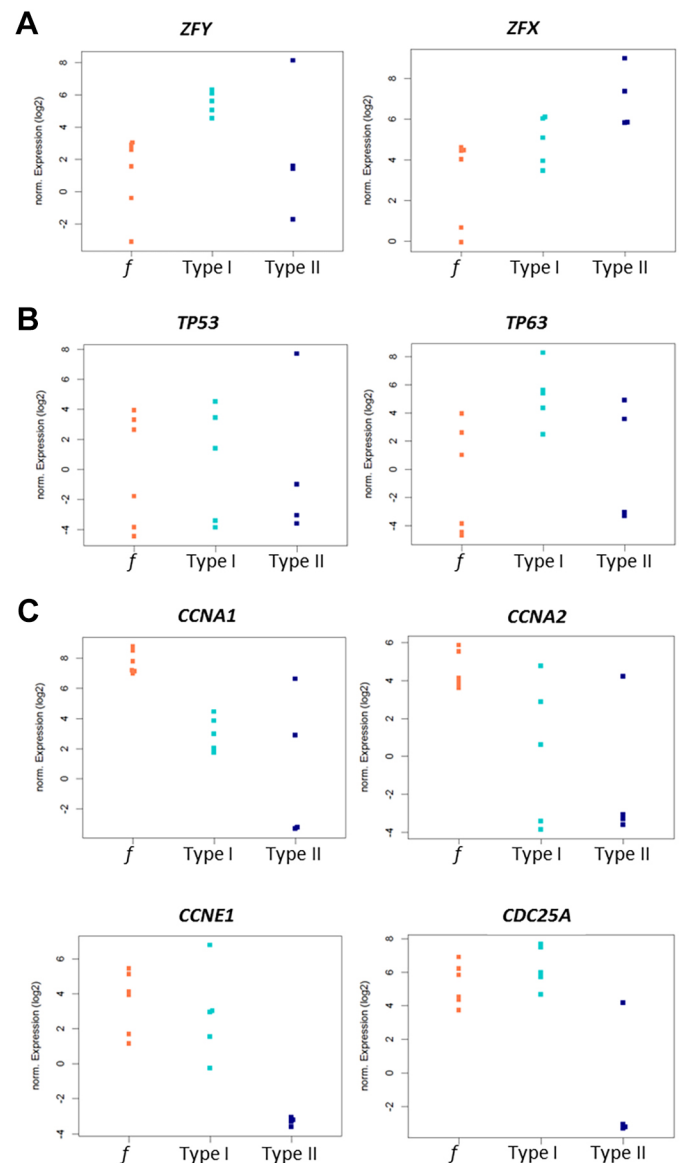 A
ZFY
ZFX
norm. Expression (log2)
8
6
4
2
0
-2
f Type I Type II
norm. Expression (log2)
8
6
4
2
0
f Type I Type II
B
TP53
TP63
norm. Expression (log2)
8
6
4
2
0
-2
-4
f Type I Type II
norm. Expression (log2)
8
6
4
2
0
-2
-4
f Type I Type II
C
CCNA1
CCNA2
norm. Expression (log2)
8
6
4
2
0
-2
f Type I Type II
norm. Expression (log2)
6
4
2
0
-2
-4
f Type I Type II
CCNE1
CDC25A
norm. Expression (log2)
6
4
2
0
-2
-4
f Type I Type II
norm. Expression (log2)
8
6
4
2
0
-2
f Type I Type II